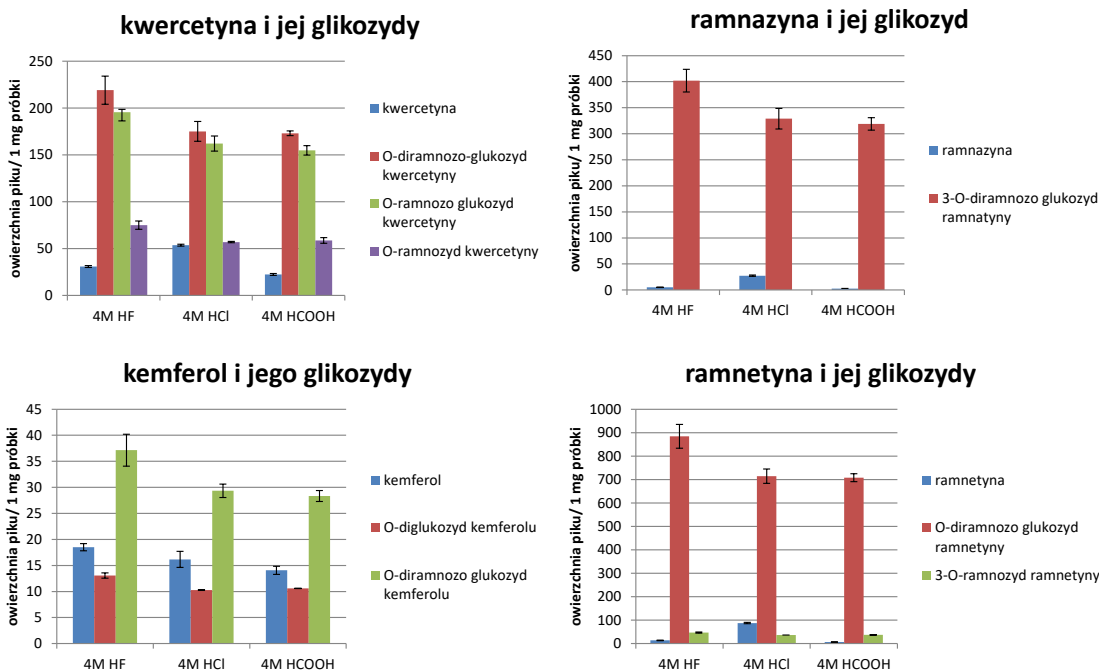 kwercetyna i jej glikozydy
owierzchnia piku/ 1 mg próbki
250
200
150
100
50
0
4M HF
4M HCl
4M HCOOH
kwercetyna
O-diramnozo-glukozyd
kwercetyny
O-ramnozo glukozyd
kwercetyny
O-ramnozyd kwercetyny
ramnazyna i jej glikozyd
owierzchnia piku/ 1 mg próbki
450
400
350
300
250
200
150
100
50
0
4M HF
4M HCl
4M HCOOH
ramnazyna
3-O-diramnozo glukozyd
ramnatyny
kemferol i jego glikozydy
owierzchnia piku/ 1 mg próbki
45
40
35
30
25
20
15
10
5
0
4M HF
4M HCl
4M HCOOH
kemferol
O-diglukozyd kemferolu
O-diramnozo glukozyd
kemferolu
ramnetyna i jej glikozydy
owierzchnia piku/ 1 mg próbki
1000
900
800
700
600
500
400
300
200
100
0
4M HF
4M HCl
4M HCOOH
ramnetyna
O-diramnozo glukozyd
ramnetyny
3-O-ramnozyd ramnetyny